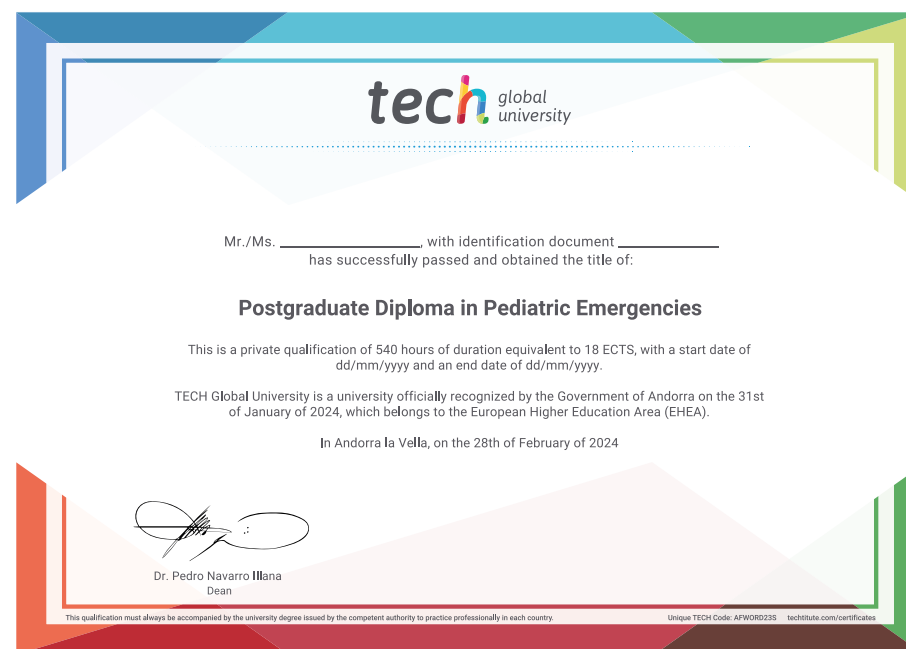 tech global university
Mr./Ms. ____________________, with identification document ______________
has successfully passed and obtained the title of:
Postgraduate Diploma in Pediatric Emergencies
This is a private qualification of 540 hours of duration equivalent to 18 ECTS, with a start date of
dd/mm/yyyy and an end date of dd/mm/yyyy.
TECH Global University is a university officially recognized by the Government of Andorra on the 31st
of January of 2024, which belongs to the European Higher Education Area (EHEA).
In Andorra la Vella, on the 28th of February of 2024
Dr. Pedro Navarro Illana
Dean
This qualification must always be accompanied by the university degree issued by the competent authority to practice professionally in each country.
Unique TECH Code: AFWORD23S techtitute.com/certificates